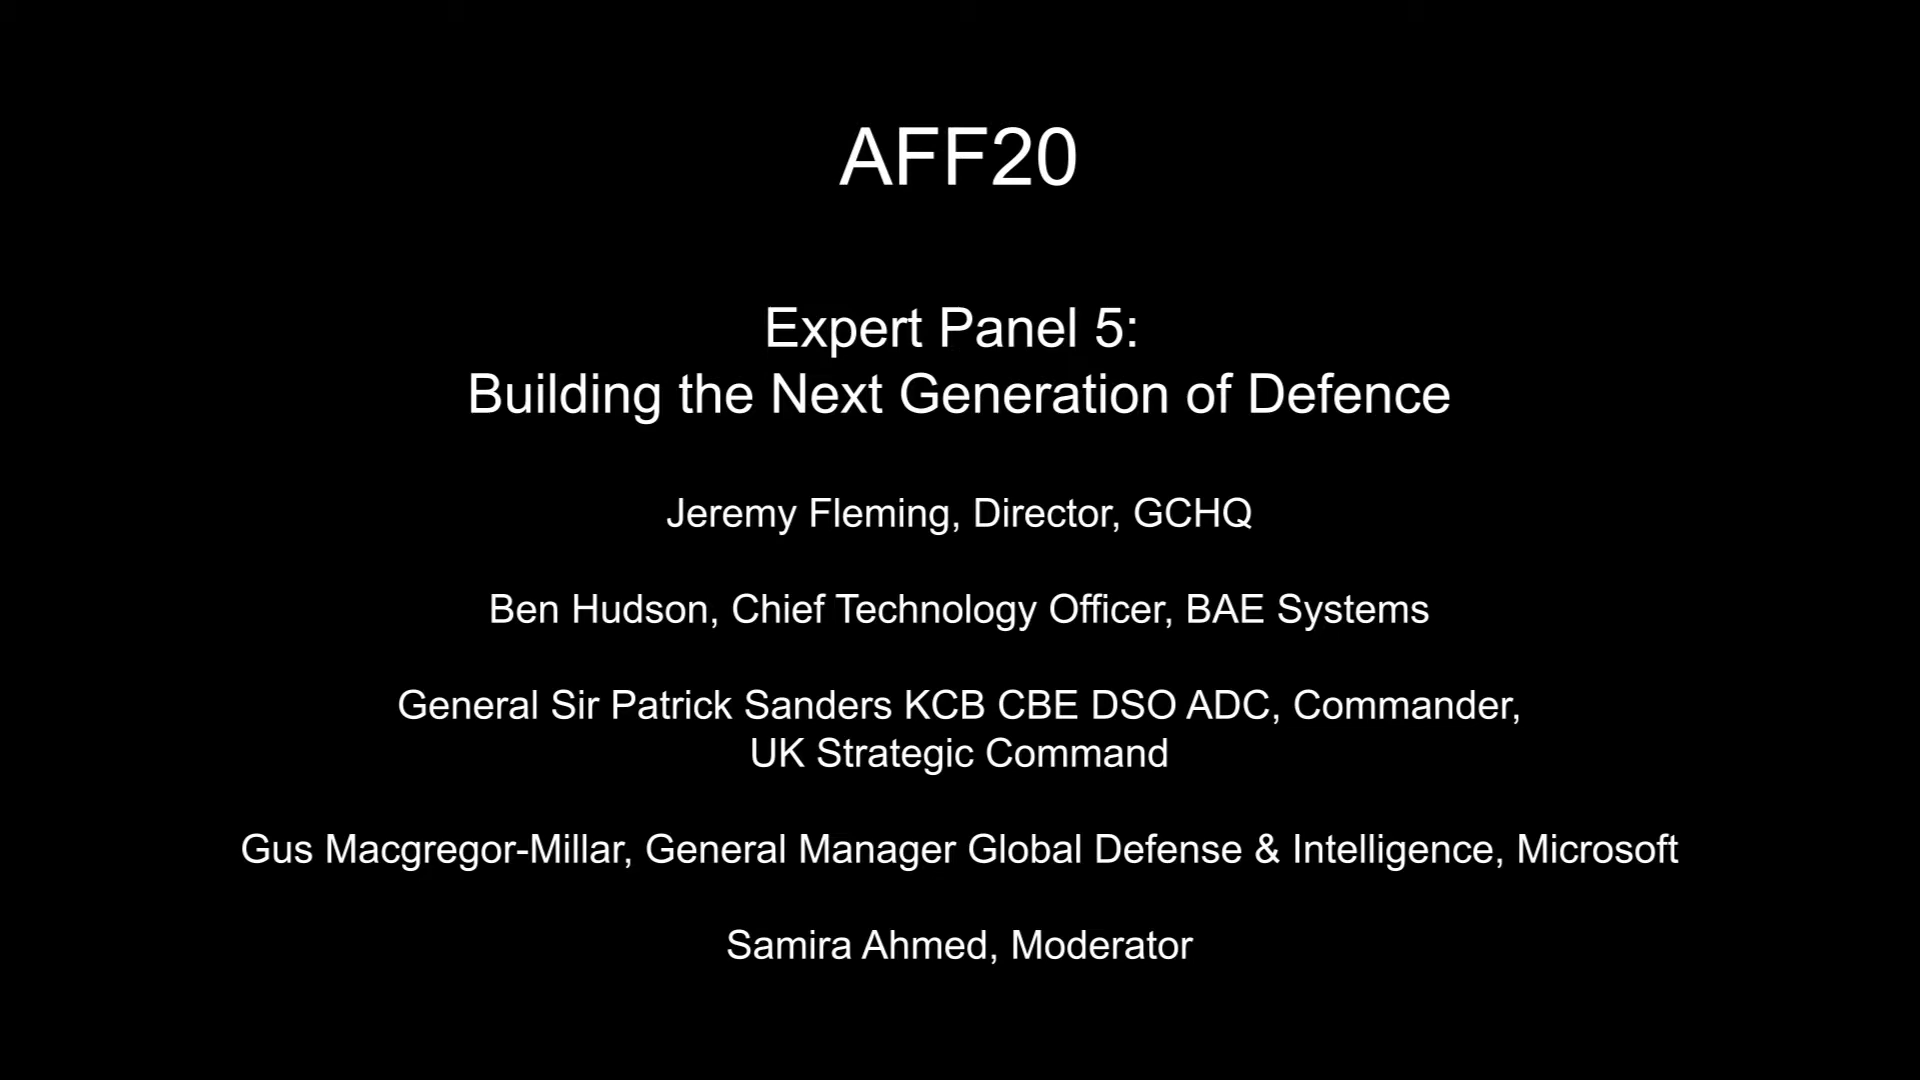 AFF20
Expert Panel 5:
Building the Next Generation of Defence
Jeremy Fleming, Director, GCHQ
Ben Hudson, Chief Technology Officer, BAE Systems
General Sir Patrick Sanders KCB CBE DSO ADC, Commander,
UK Strategic Command
Gus Macgregor-Millar, General Manager Global Defense & Intelligence, Microsoft
Samira Ahmed, Moderator